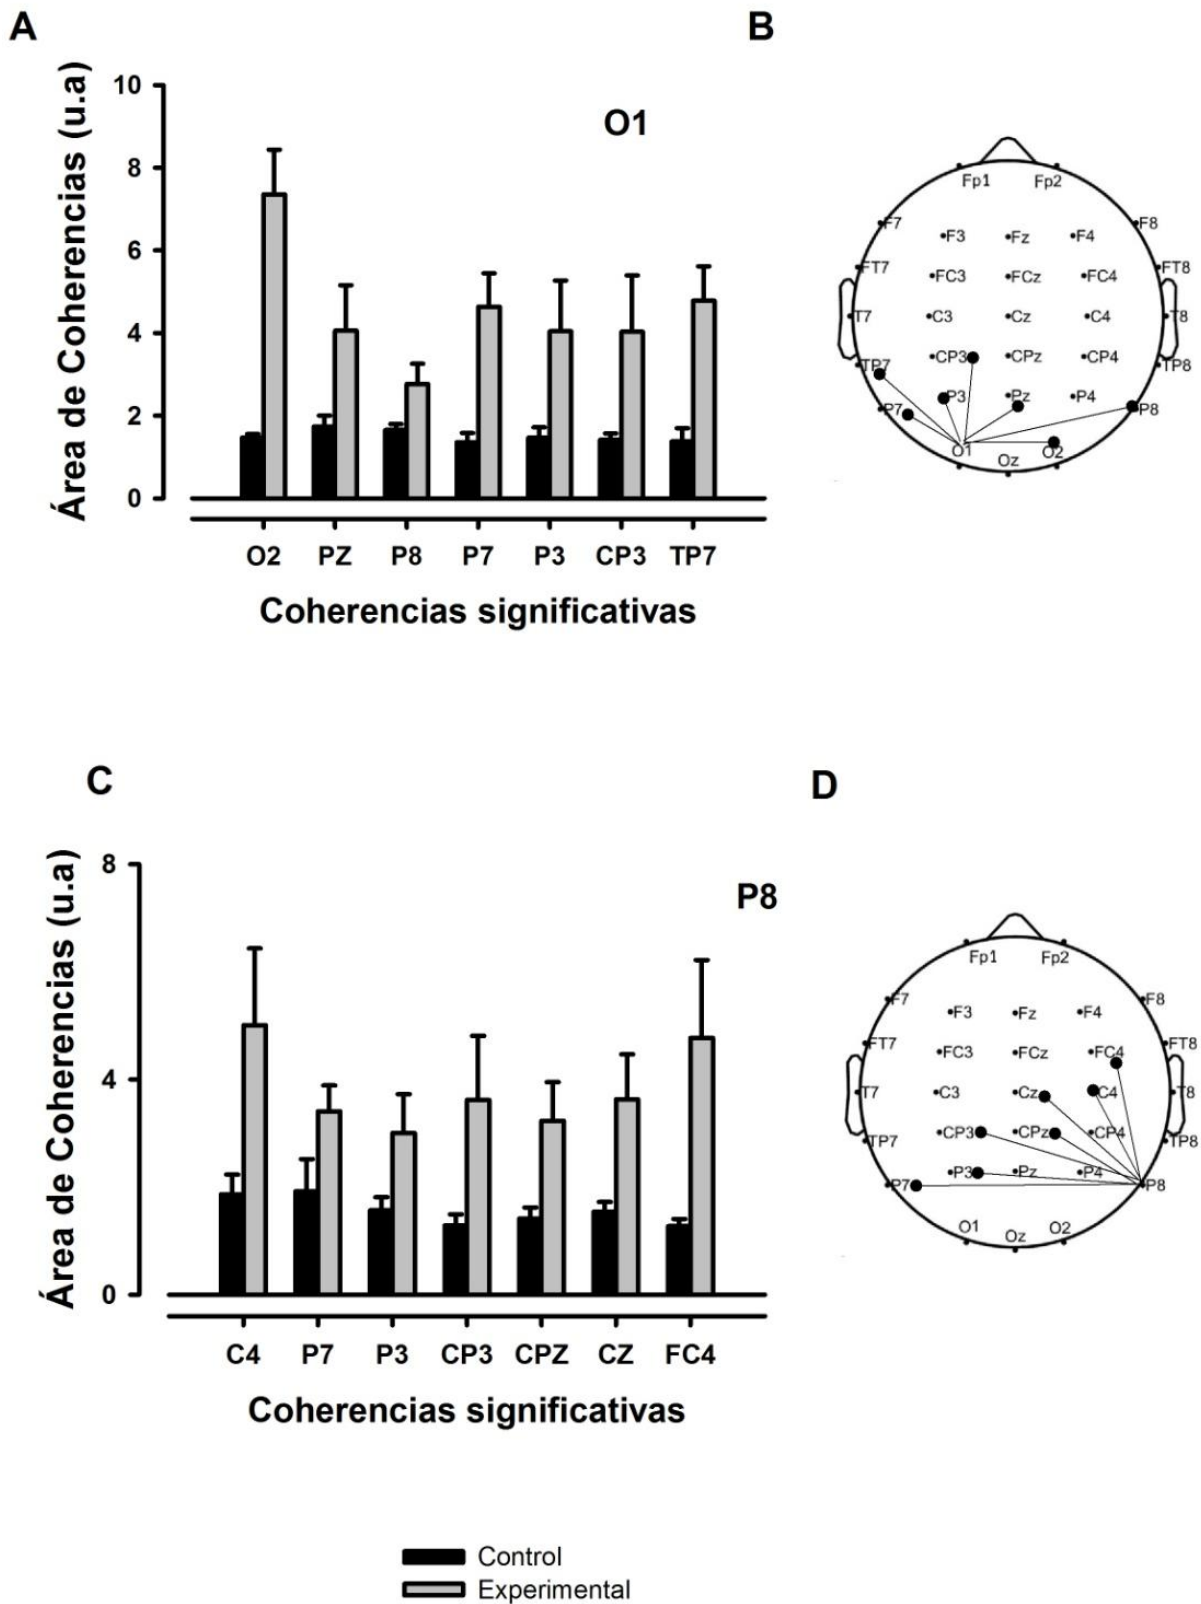 A
B
Área de Coherencias (u.a)
10
8
6
4
2
0
O1
O2 PZ P8 P7 P3 CP3 TP7
Coherencias significativas
Fp1 Fp2
F7 F3 Fz F4 F8
FT7 FC3 FCz FC4 FT8
T7 C3 Cz C4 T8
TP7 CP3 CPz CP4 TP8
P7 P3 Pz P4 P8
O1 Oz O2
C
D
Área de Coherencias (u.a)
8
4
0
P8
C4 P7 P3 CP3 CPZ CZ FC4
Coherencias significativas
Fp1 Fp2
F7 F3 Fz F4 F8
FT7 FC3 FCz FC4 FT8
T7 C3 Cz C4 T8
TP7 CP3 CPz CP4 TP8
P7 P3 Pz P4 P8
O1 Oz O2
Control
Experimental